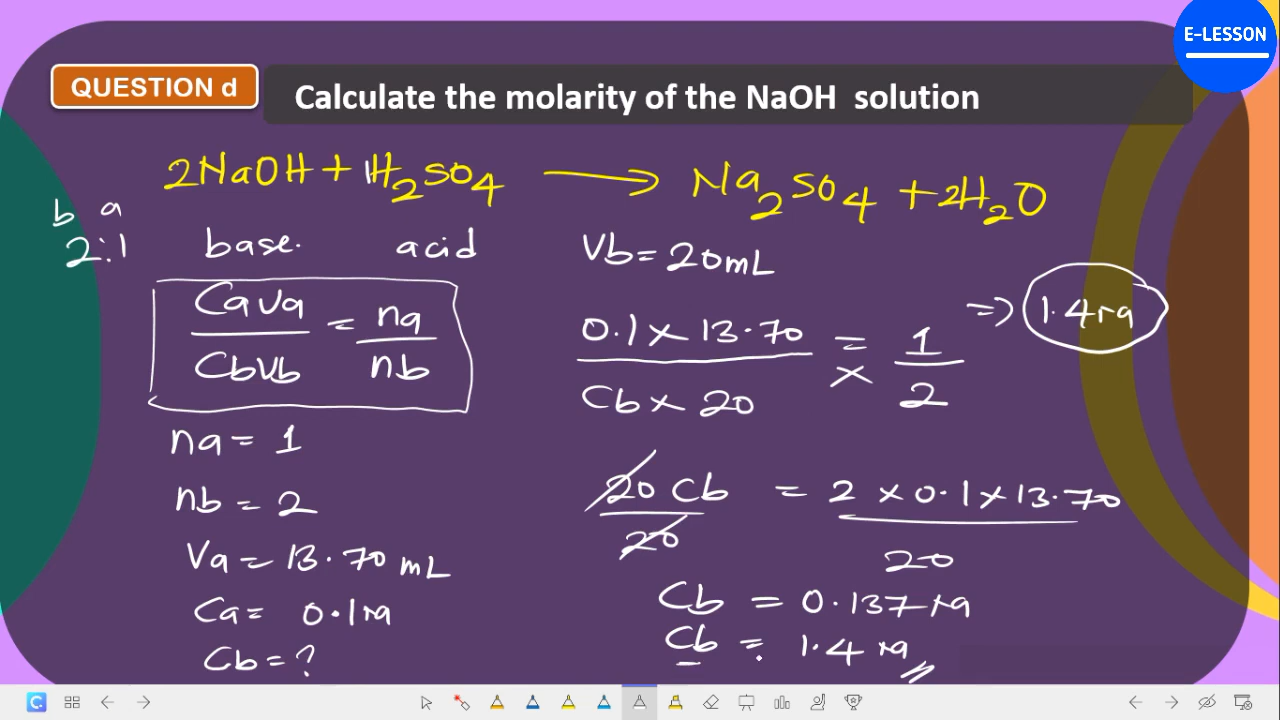 E-LESSON
QUESTION d
Calculate the molarity of the NaOH solution
2NaOH + 1H2SO4 → Na2SO4 + 2H2O
b a
2:1
base. acid
CaVa / CbVb = na / nb
na = 1
nb = 2
Va = 13.70 mL
Ca = 0.1M
Cb = ?
Vb = 20mL
0.1 x 13.70 / Cb x 20 = 1 / 2
x
=> 1.4M
20 Cb / 20 = 2 x 0.1 x 13.70 / 20
Cb = 0.137M
Cb = 1.4 M